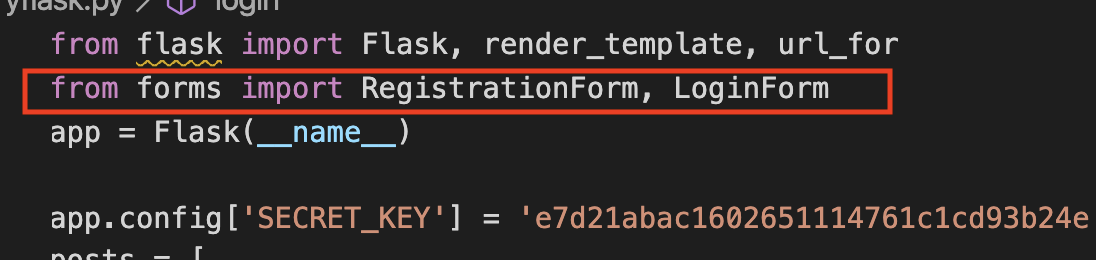 yflask.py login
from flask import Flask, render_template, url_for
from forms import RegistrationForm, LoginForm
app = Flask(__name__)
app.config['SECRET_KEY'] = 'e7d21abac1602651114761c1cd93b24e
posts = [